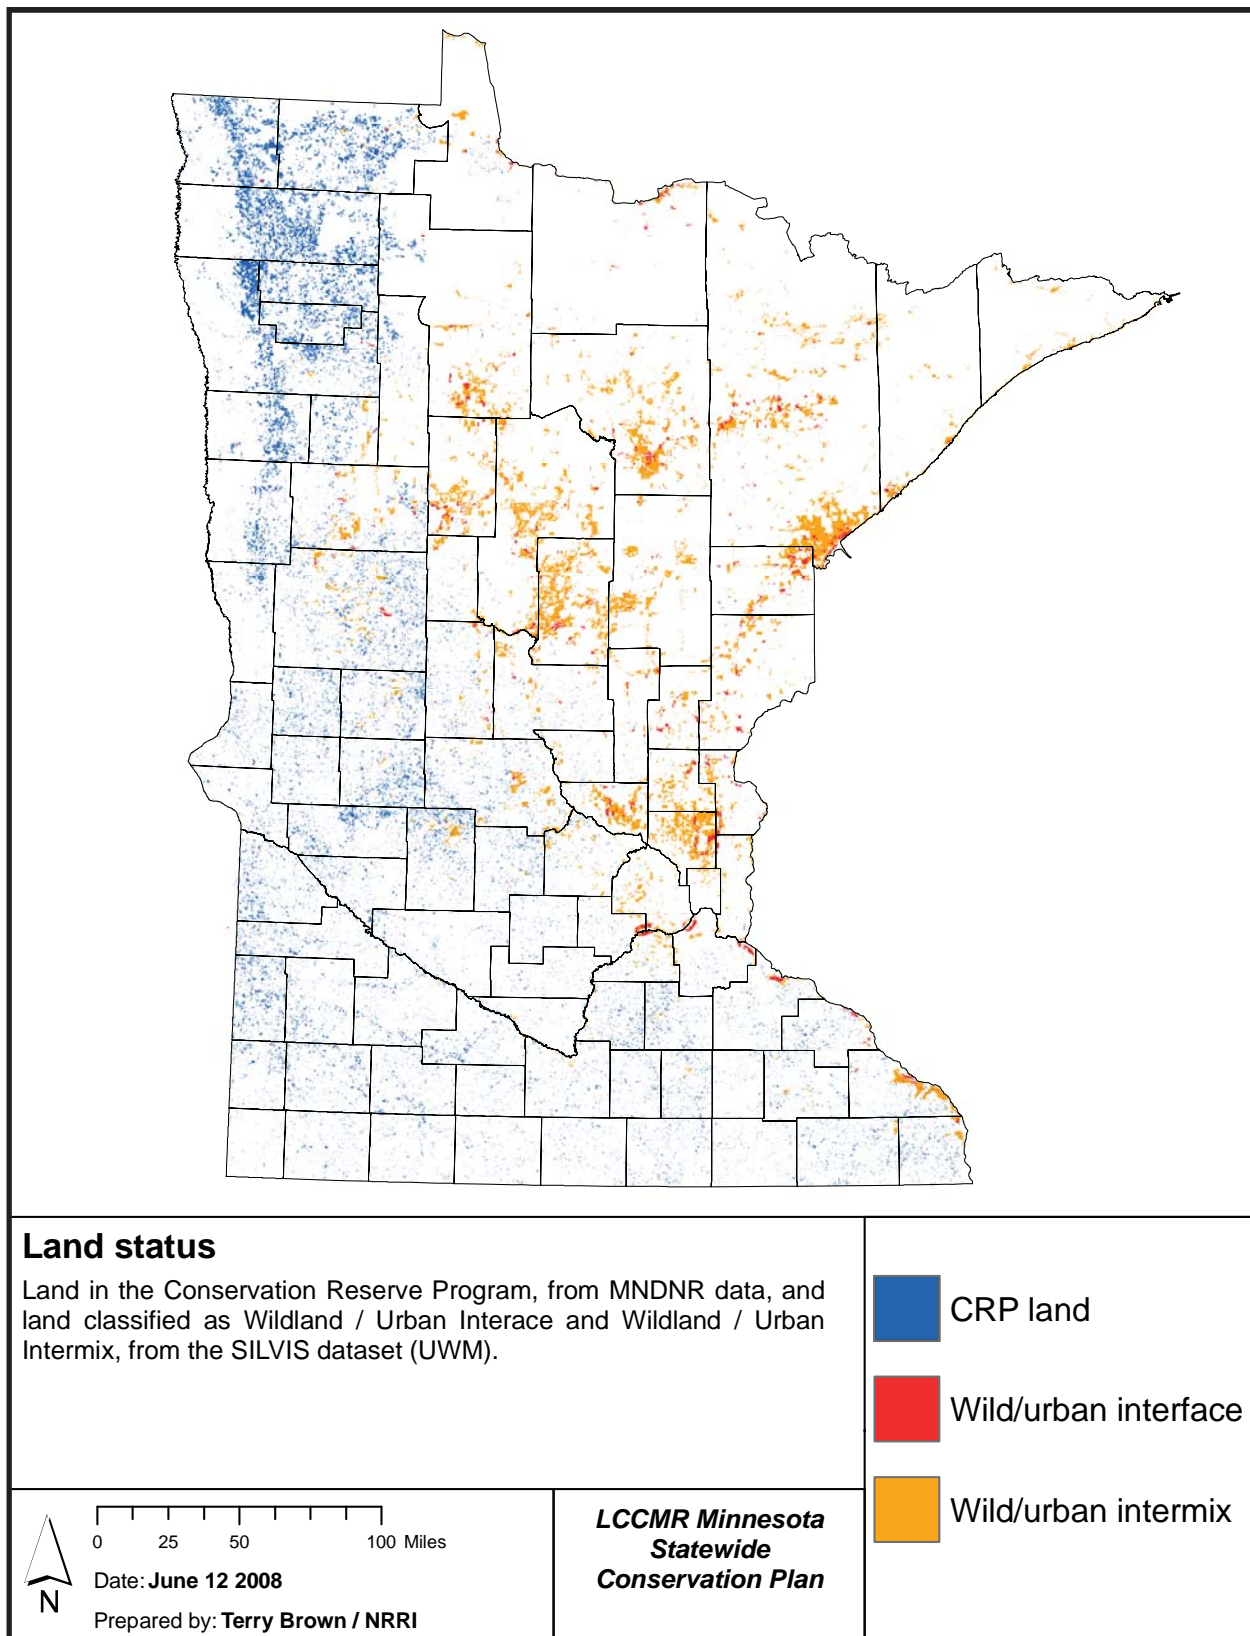 Land status
Land in the Conservation Reserve Program, from MNDNR data, and
land classified as Wildland / Urban Interace and Wildland / Urban
Intermix, from the SILVIS dataset (UWM).
CRP land
Wild/urban interface
Wild/urban intermix
0 25 50 100 Miles
N
Date: June 12 2008
Prepared by: Terry Brown / NRRI
LCCMR Minnesota
Statewide
Conservation Plan